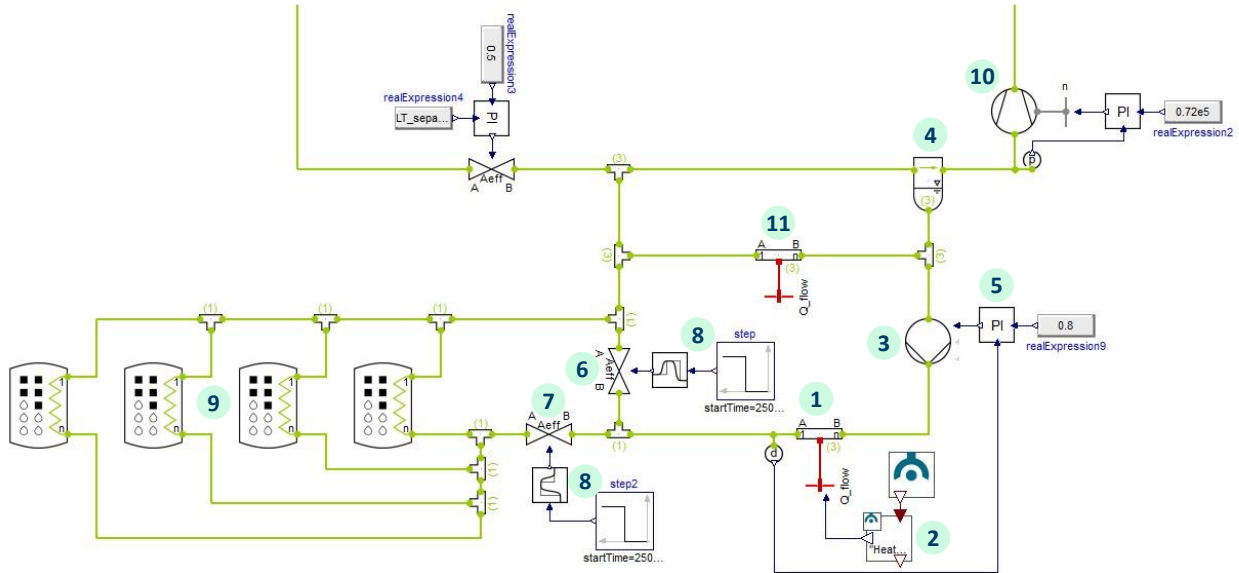 0.5
realExpression3
realExpression4
LT_sepa...
PI
Aeff
A
B
(3)
4
(3)
10
n
PI
0.72e5
realExpression2
p
11
A
B
1
n
(3)
Q_flow
(3)
(3)
5
PI
0.8
realExpression9
3
(1)
(1)
(1)
(1)
6
A
Aeff
B
8
step
startTime=250...
1
n
9
1
n
1
n
1
n
(1)
(1)
(1)
7
A
B
Aeff
(1)
8
step2
startTime=250...
d
1
A
B
1
n
(3)
Q_flow
"Heat...
2